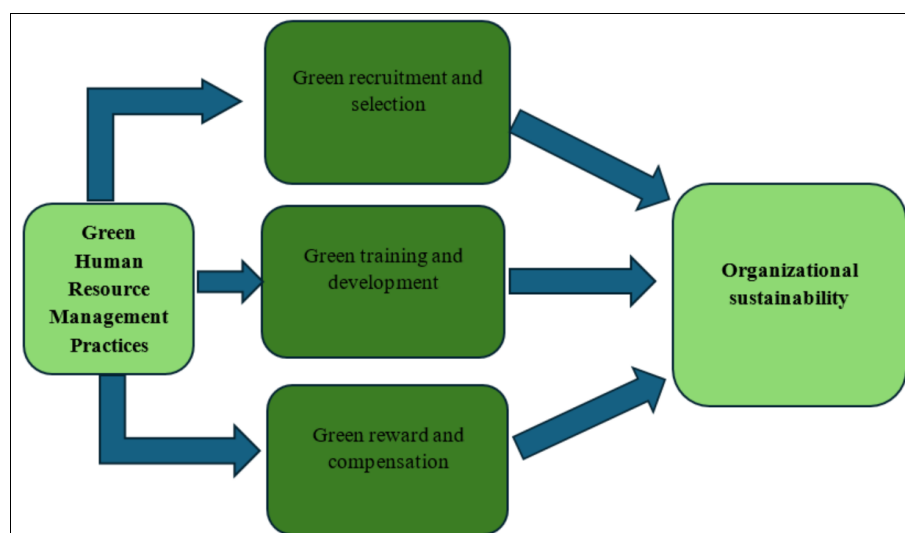 Green recruitment and
selection
Green
Human
Resource
Management
Practices
Green training and
development
Organizational
sustainability
Green reward and
compensation